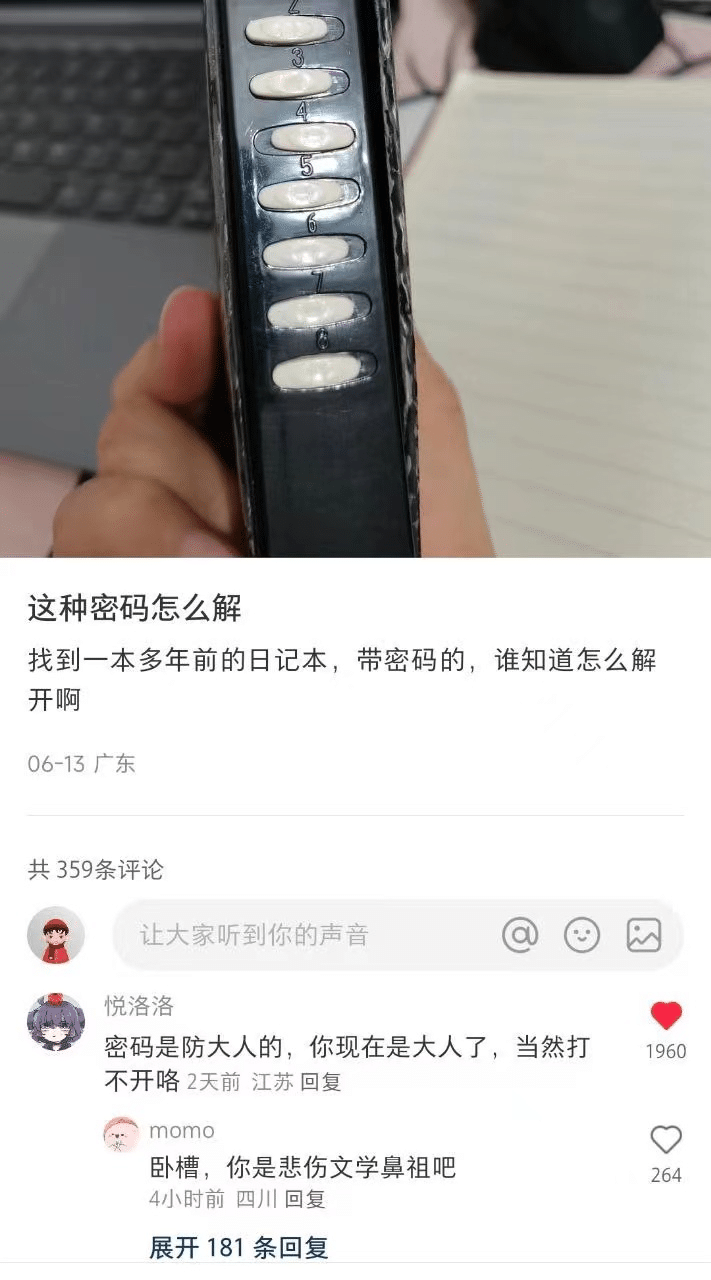 2
3
4
5
6
7
8
这种密码怎么解
找到一本多年前的日记本，带密码的，谁知道怎么解
开啊
06-13 广东
共 359条评论
让大家听到你的声音
悦洛洛
密码是防大人的，你现在是大人了，当然打
不开咯 2天前 江苏 回复
1960
momo
卧槽，你是悲伤文学鼻祖吧
4小时前 四川 回复
264
展开 181 条回复